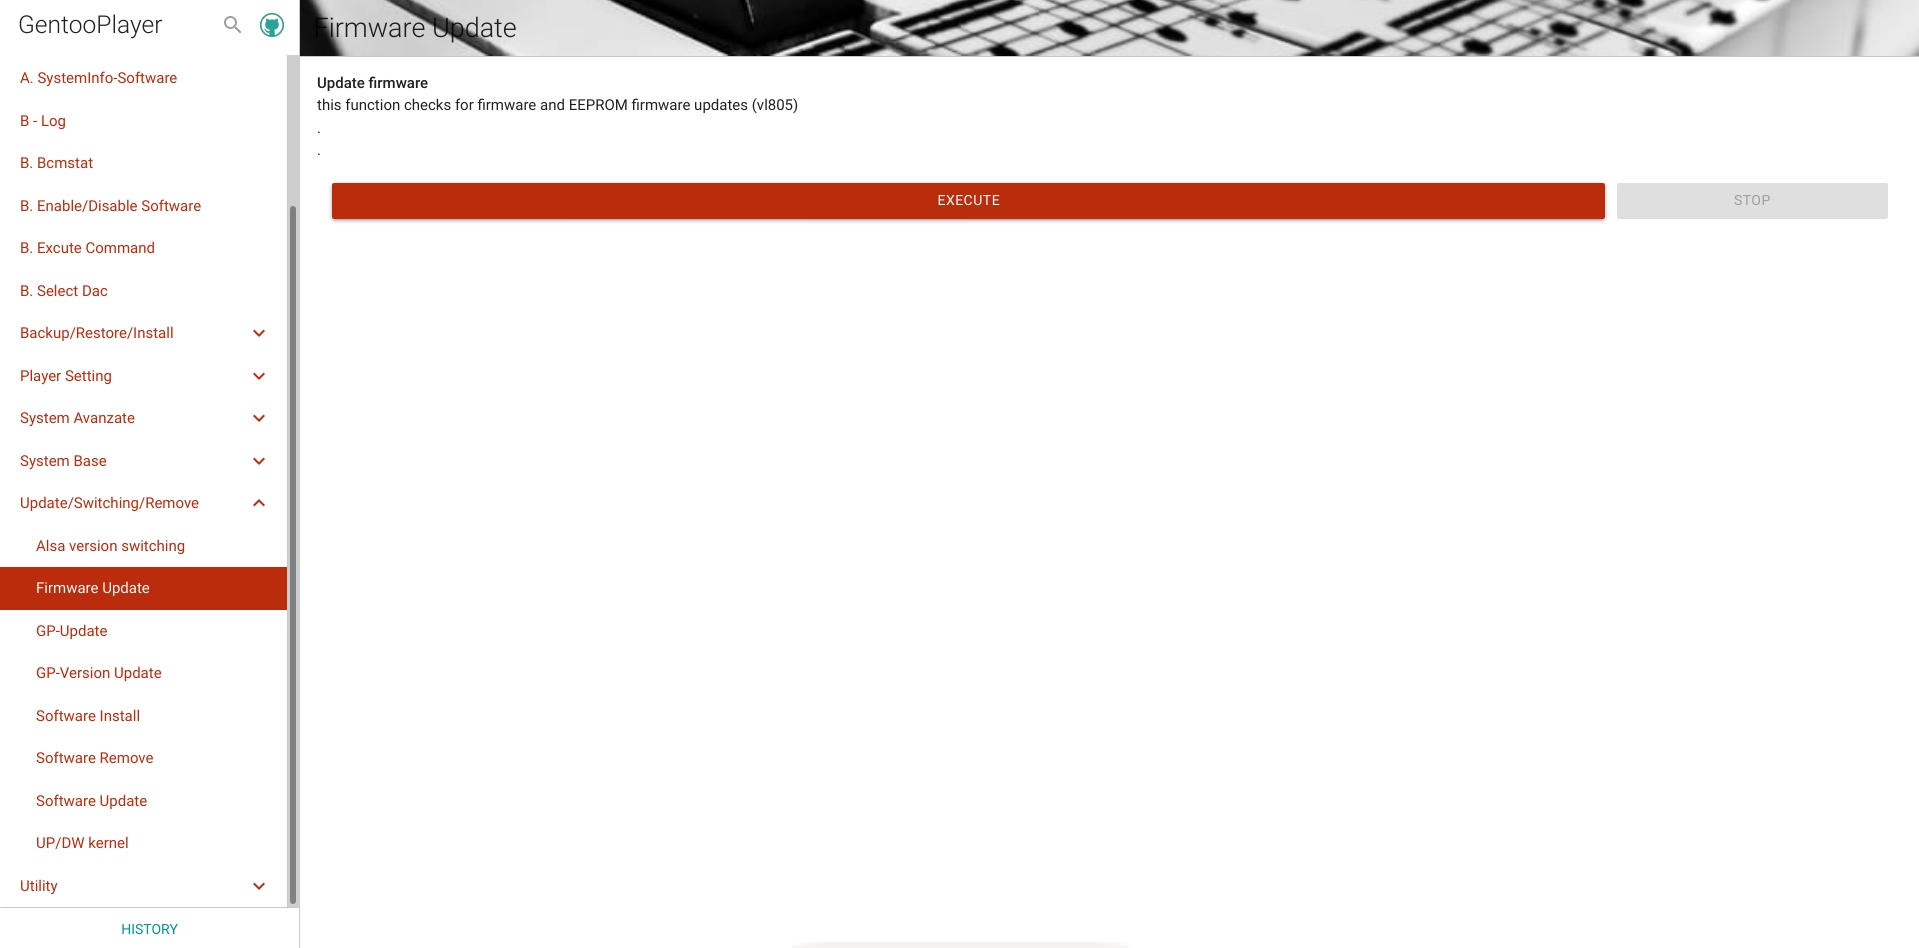 GentooPlayer
A. SystemInfo-Software
B - Log
B. Bcmstat
B. Enable/Disable Software
B. Excute Command
B. Select Dac
Backup/Restore/Install
Player Setting
System Avanzate
System Base
Update/Switching/Remove
Alsa version switching
Firmware Update
GP-Update
GP-Version Update
Software Install
Software Remove
Software Update
UP/DW kernel
Utility
HISTORY
Firmware Update
Update firmware
this function checks for firmware and EEPROM firmware updates (vl805)
.
.
EXECUTE
STOP